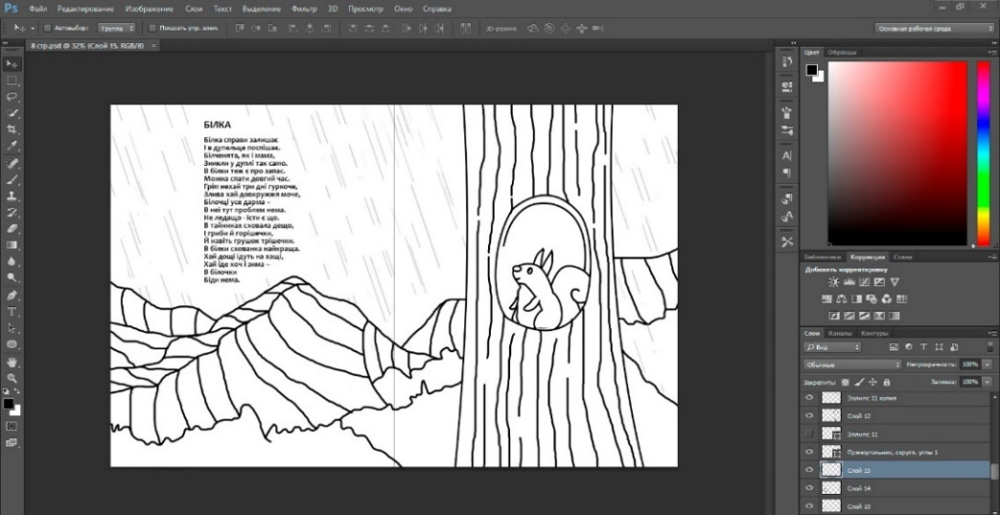 Ps Файл Редактирование Изображение Слои Текст Выделение Фильтр 3D Просмотр Окно Справка
Автовыбор: Группа Показать упр. элем. 3D-режим Основная рабочая среда
8 стр.psd @ 32% (Слой 15, RGB/8) ×
БІЛКА
Білка справи залишає
І в дупельце поспішає.
Білченята, як і мама,
Зникли у дуплі так само.
В білки теж є про запас.
Можна спати довгий час.
Грім нехай три дні гуркоче,
Злива хай довкружжя моче,
Білочці усе дарма –
В неї тут проблем нема.
Не ледащо - їсти є що.
В тайниках сховала дещо,
І гриби й горішечки,
Й навіть грушок трішечки.
В білки схованка найкраща.
Хай дощі ідуть на хащі,
Хай іде хоч і зима –
В білочки
Біди нема.
Цвет Образцы
Библиотеки Коррекция Стили
Добавить корректировку
Слои Каналы Контуры
Вид
Обычные Непрозрачность: 100%
Закрепить: Заливка: 100%
Эллипс 11 копия
Слой 12
Эллипс 11
Прямоугольник, скругл. углы 1
Слой 15
Слой 14
Слой 10